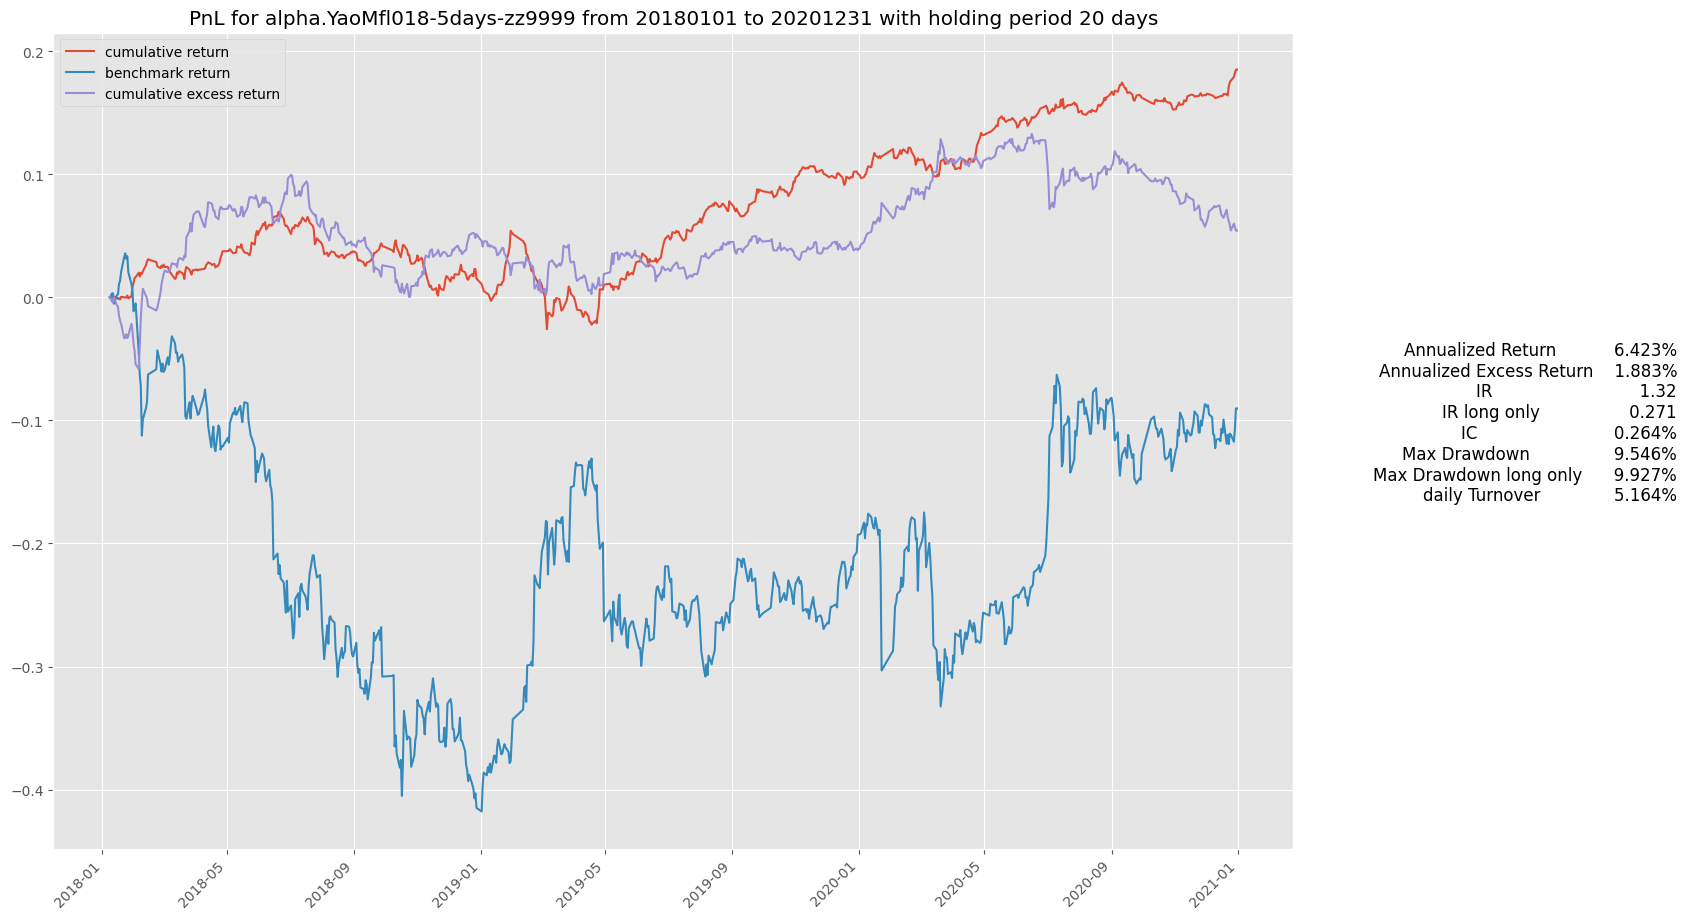 PnL for alpha.YaoMfl018-5days-zz9999 from 20180101 to 20201231 with holding period 20 days
cumulative return
benchmark return
cumulative excess return
0.2
0.1
0.0
−0.1
−0.2
−0.3
−0.4
2018-01
2018-05
2018-09
2019-01
2019-05
2019-09
2020-01
2020-05
2020-09
2021-01
Annualized Return 6.423%
Annualized Excess Return 1.883%
IR 1.32
IR long only 0.271
IC 0.264%
Max Drawdown 9.546%
Max Drawdown long only 9.927%
daily Turnover 5.164%